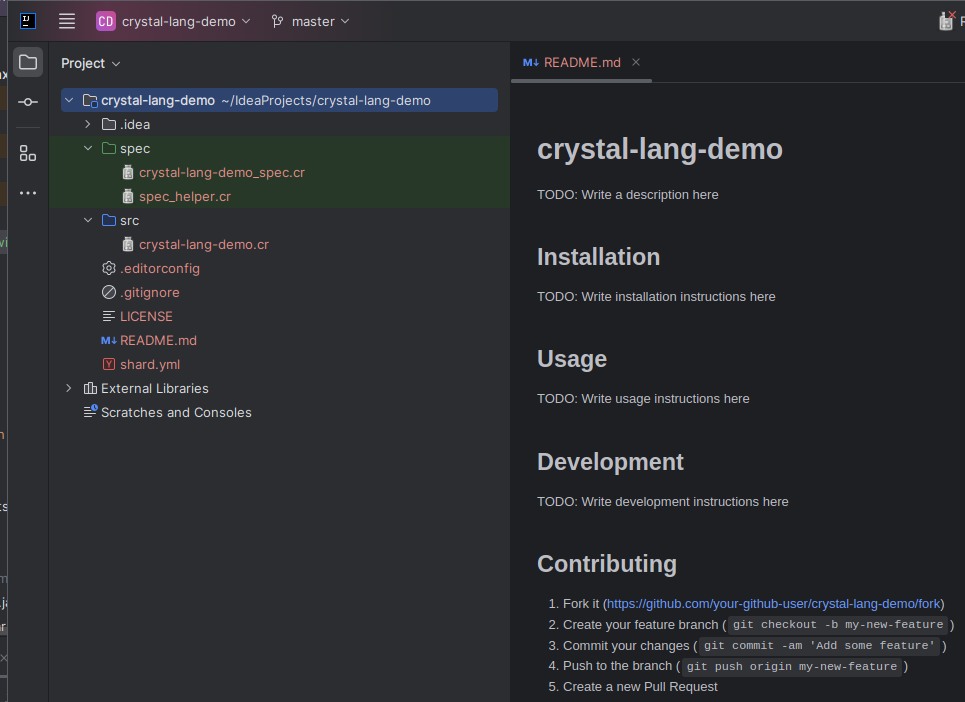 IJ
CD crystal-lang-demo
master
Project
README.md
crystal-lang-demo ~/IdeaProjects/crystal-lang-demo
.idea
spec
crystal-lang-demo_spec.cr
spec_helper.cr
src
crystal-lang-demo.cr
.editorconfig
.gitignore
LICENSE
M↓ README.md
Y shard.yml
External Libraries
Scratches and Consoles
crystal-lang-demo
TODO: Write a description here
Installation
TODO: Write installation instructions here
Usage
TODO: Write usage instructions here
Development
TODO: Write development instructions here
Contributing
1. Fork it (https://github.com/your-github-user/crystal-lang-demo/fork)
2. Create your feature branch ( git checkout -b my-new-feature )
3. Commit your changes ( git commit -am 'Add some feature' )
4. Push to the branch ( git push origin my-new-feature )
5. Create a new Pull Request